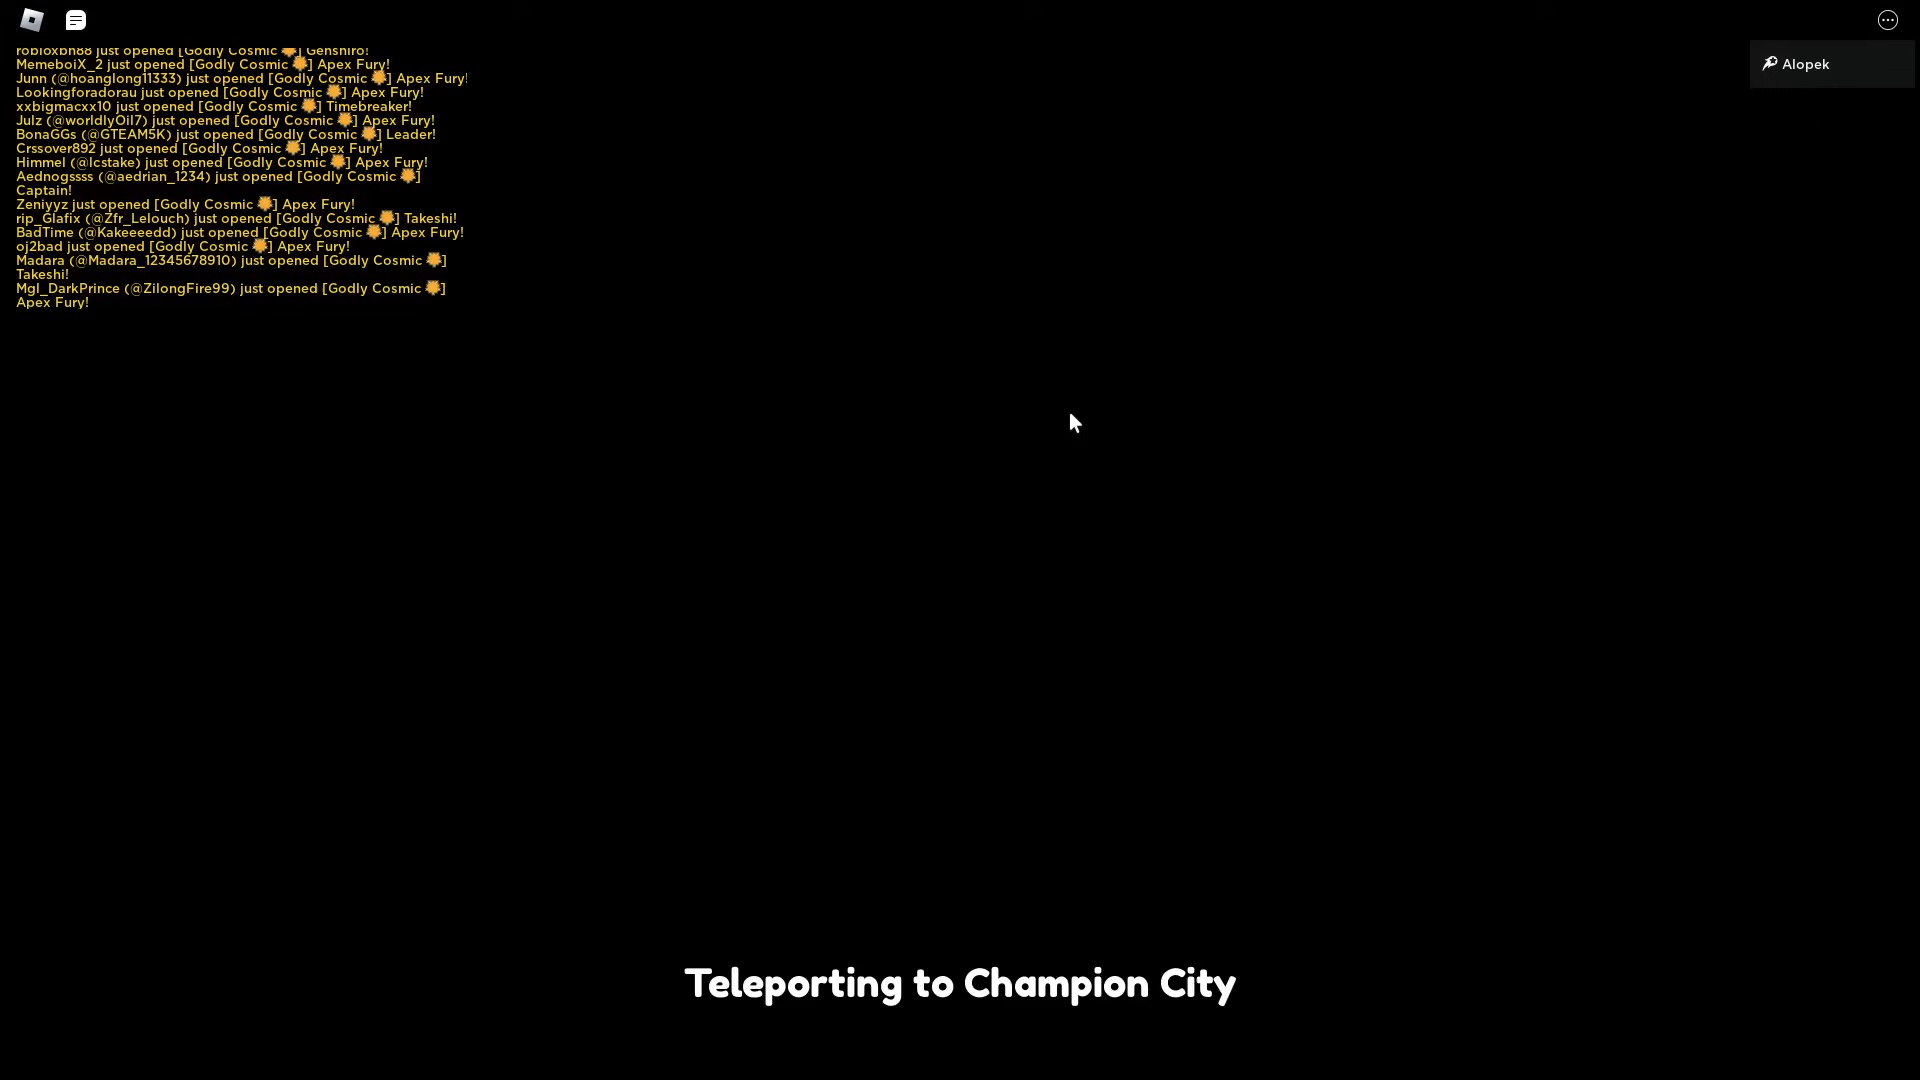 robloxbh88 just opened [Godly Cosmic ] Genshiro!
MemeboiX_2 just opened [Godly Cosmic ] Apex Fury!
Junn (@hoanglong11333) just opened [Godly Cosmic ] Apex Fury!
Lookingforadorau just opened [Godly Cosmic ] Apex Fury!
xxbigmacxx10 just opened [Godly Cosmic ] Timebreaker!
Julz (@worldlyOil7) just opened [Godly Cosmic ] Apex Fury!
BonaGGs (@GTEAM5K) just opened [Godly Cosmic ] Leader!
Crssover892 just opened [Godly Cosmic ] Apex Fury!
Himmel (@lcstake) just opened [Godly Cosmic ] Apex Fury!
Aednogssss (@aedrian_1234) just opened [Godly Cosmic ]
Captain!
Zeniyyz just opened [Godly Cosmic ] Apex Fury!
rip_Glafix (@Zfr_Lelouch) just opened [Godly Cosmic ] Takeshi!
BadTime (@Kakeeeedd) just opened [Godly Cosmic ] Apex Fury!
oj2bad just opened [Godly Cosmic ] Apex Fury!
Madara (@Madara_12345678910) just opened [Godly Cosmic ]
Takeshi!
Mgl_DarkPrince (@ZilongFire99) just opened [Godly Cosmic ]
Apex Fury!
Alopek
Teleporting to Champion City